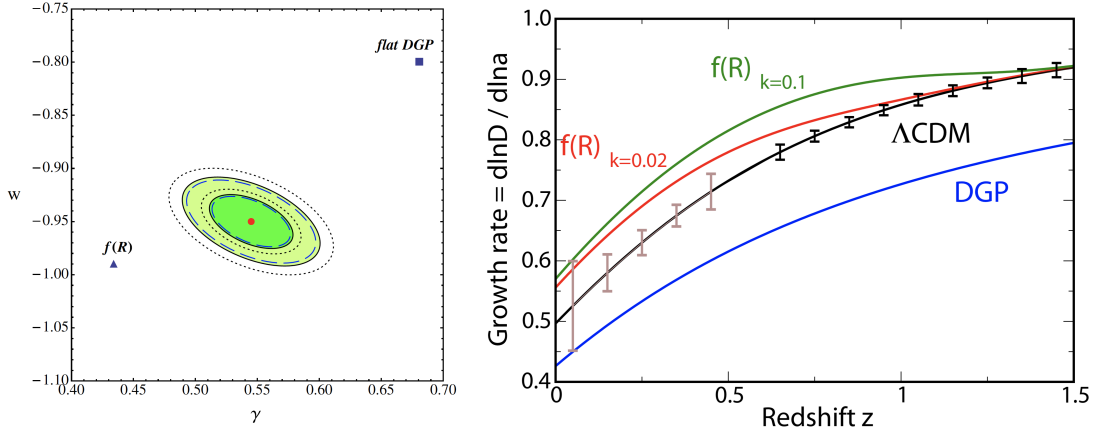 −0.75
−0.80
−0.85
−0.90
−0.95
−1.00
−1.05
−1.10
w
0.40 0.45 0.50 0.55 0.60 0.65 0.70
γ
flat DGP
f(R)
Growth rate = dlnD / dlna
1.0
0.9
0.8
0.7
0.6
0.5
0.4
0 0.5 1 1.5
Redshift z
f(R) k=0.1
f(R) k=0.02
ΛCDM
DGP